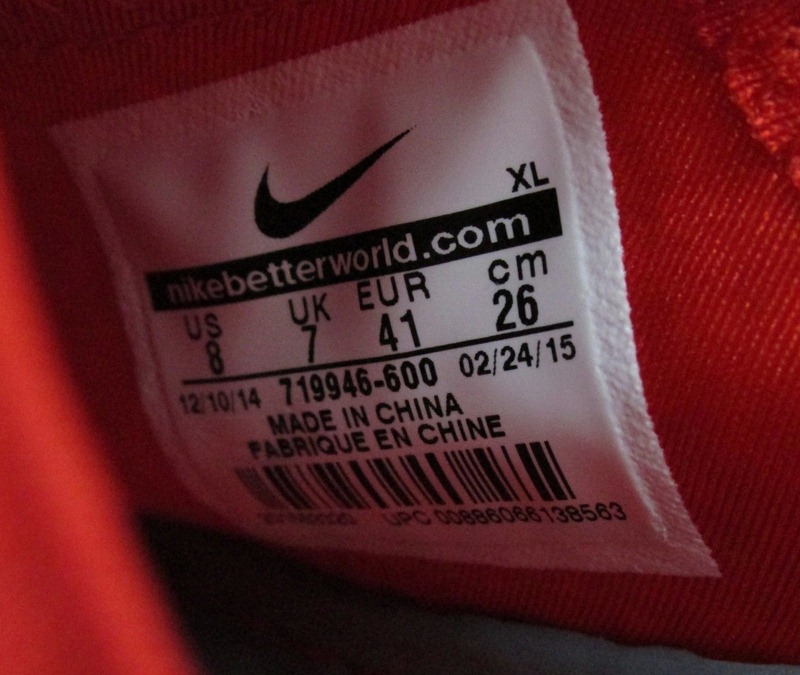 XL
nikebetterworld.com
US UK EUR cm
8 7 41 26
12/10/14 719946-600 02/24/15
MADE IN CHINA
FABRIQUE EN CHINE
UPC 00886066138563